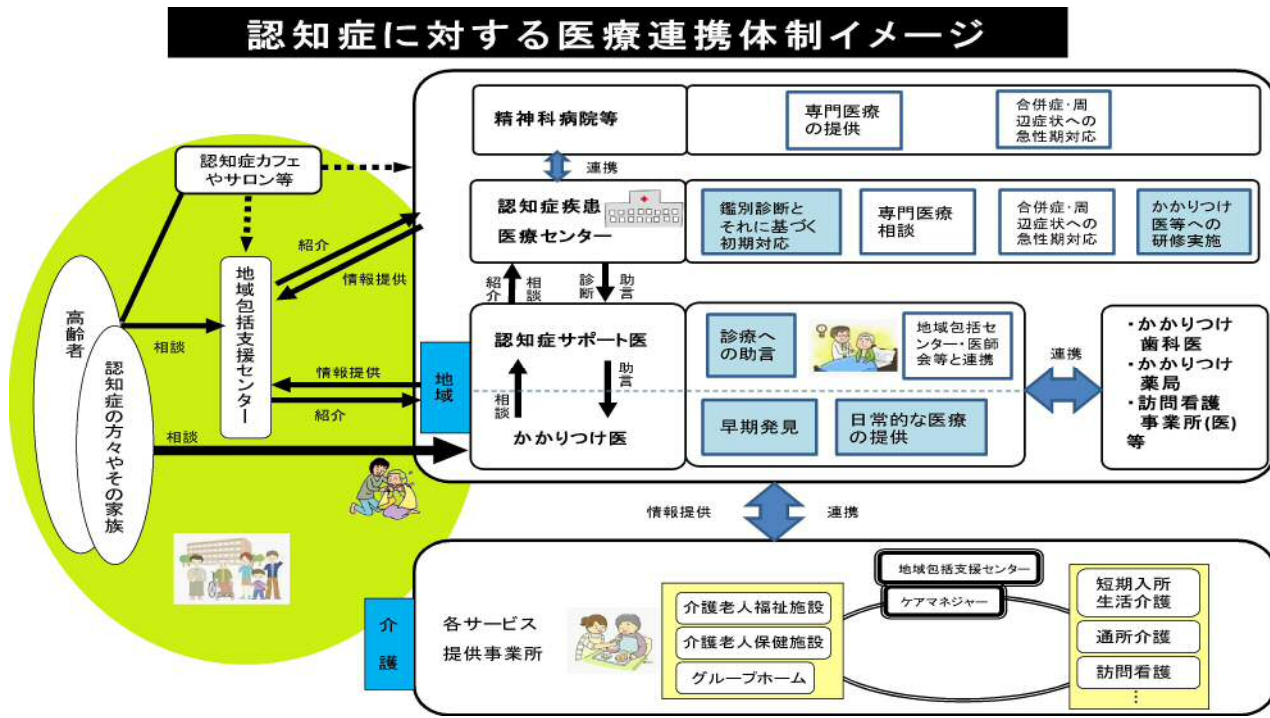 認知症に対する医療連携体制イメージ
精神科病院等
専門医療
の提供
合併症・周
辺症状への
急性期対応
連携
認知症カフェ
やサロン等
認知症疾患
医療センター
鑑別診断と
それに基づく
初期対応
専門医療
相談
合併症・周
辺症状への
急性期対応
かかりつけ
医等への
研修実施
紹介
情報提供
紹介
相談
診断
助言
地域包括支援センター
高齢者
認知症の方々やその家族
相談
情報提供
紹介
相談
地域
認知症サポート医
相談
助言
かかりつけ医
診療への
の助言
地域包括セ
ンター・医師
会等と連携
早期発見
日常的な医療
の提供
連携
・かかりつけ
歯科医
・かかりつけ
薬局
・訪問看護
事業所(医)
等
情報提供
連携
介護
各サービス
提供事業所
介護老人福祉施設
介護老人保健施設
グループホーム
地域包括支援センター
ケアマネジャー
短期入所
生活介護
通所介護
訪問看護
⋮